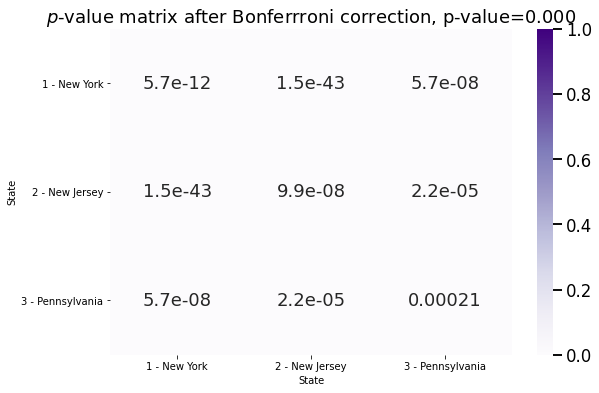 p-value matrix after Bonferrroni correction, p-value=0.000
1 - New York 5.7e-12 1.5e-43 5.7e-08
2 - New Jersey 1.5e-43 9.9e-08 2.2e-05
3 - Pennsylvania 5.7e-08 2.2e-05 0.00021
State
1 - New York 2 - New Jersey 3 - Pennsylvania
State
1.0
0.8
0.6
0.4
0.2
0.0